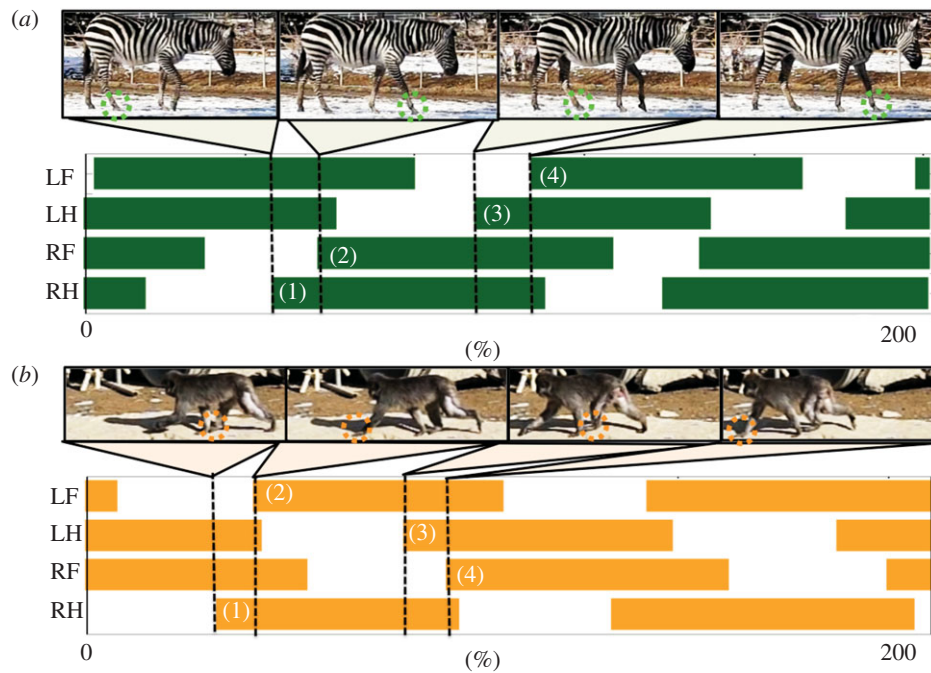 (a)
LF
(4)
LH
(3)
RF
(2)
RH
(1)
0
200
(%)
(b)
LF
(2)
LH
(3)
RF
(4)
RH
(1)
0
200
(%)